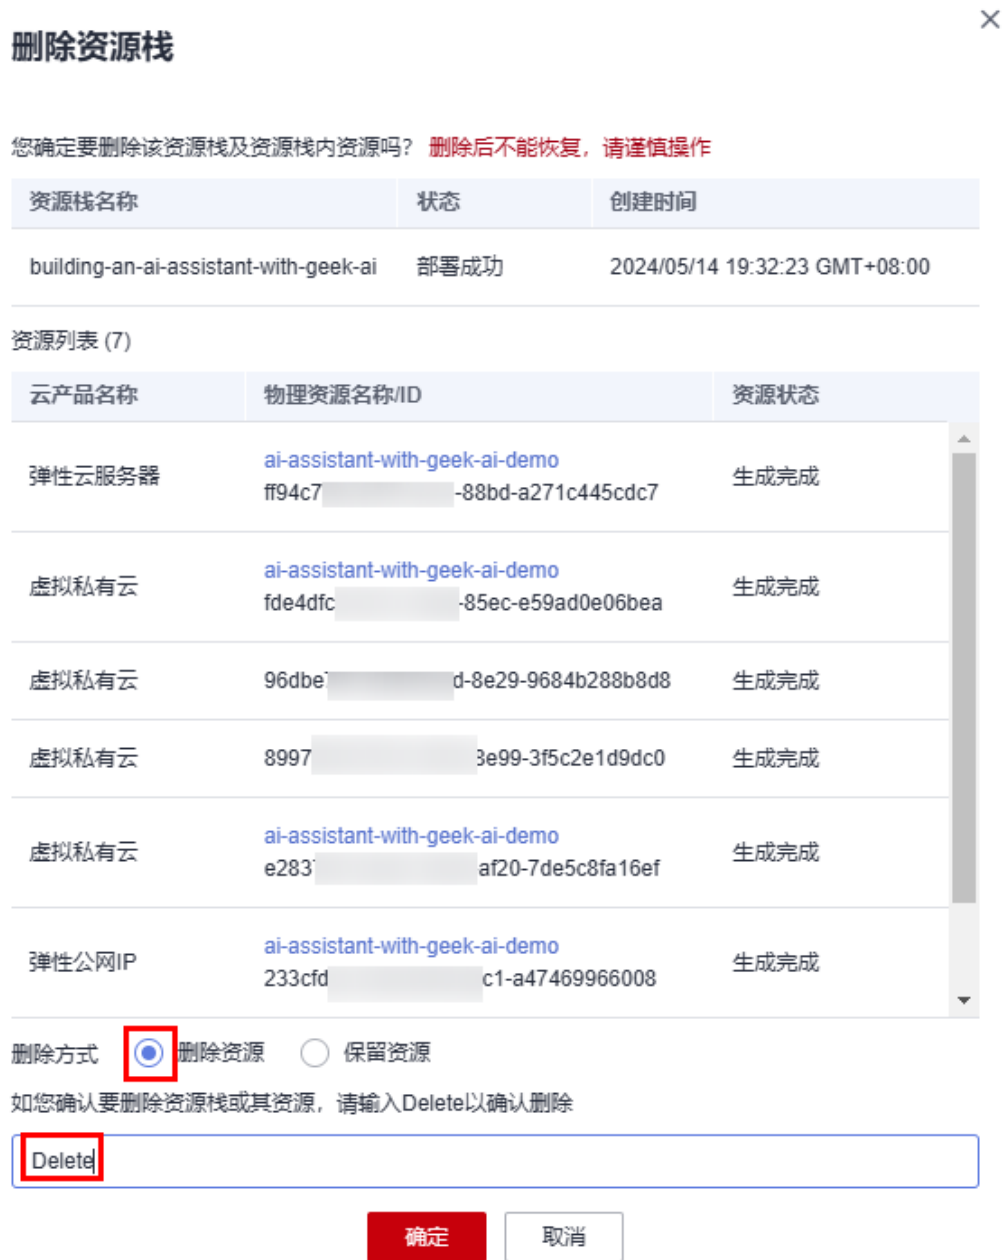 删除资源栈
您确定要删除该资源栈及资源栈内资源吗？ 删除后不能恢复，请谨慎操作
资源栈名称 状态 创建时间
building-an-ai-assistant-with-geek-ai 部署成功 2024/05/14 19:32:23 GMT+08:00
资源列表 (7)
云产品名称 物理资源名称/ID 资源状态
弹性云服务器 ai-assistant-with-geek-ai-demo 生成完成
ff94c7 -88bd-a271c445cdc7
虚拟私有云 ai-assistant-with-geek-ai-demo 生成完成
fde4dfc -85ec-e59ad0e06bea
虚拟私有云 96dbe7 d-8e29-9684b288b8d8 生成完成
虚拟私有云 8997 3e99-3f5c2e1d9dc0 生成完成
虚拟私有云 ai-assistant-with-geek-ai-demo 生成完成
e2837 af20-7de5c8fa16ef
弹性公网IP ai-assistant-with-geek-ai-demo 生成完成
233cfd c1-a47469966008
删除方式 删除资源 保留资源
如您确认要删除资源栈或其资源，请输入Delete以确认删除
Delete
确定 取消